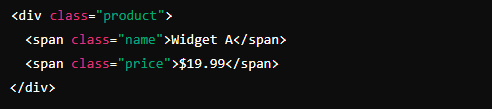 <div class="product">
  <span class="name">Widget A</span>
  <span class="price">$19.99</span>
</div>